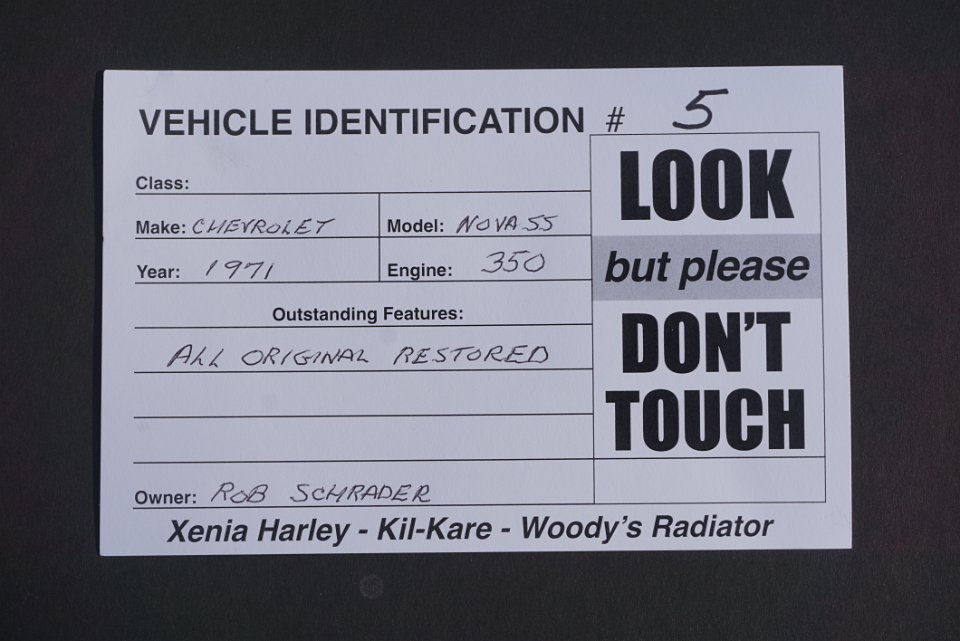 VEHICLE IDENTIFICATION # 5
Class:
Make: CHEVROLET Model: NOVA SS
Year: 1971 Engine: 350
Outstanding Features:
ALL ORIGINAL RESTORED
Owner: ROB SCHRADER
LOOK
but please
DON'T
TOUCH
Xenia Harley - Kil-Kare - Woody's Radiator